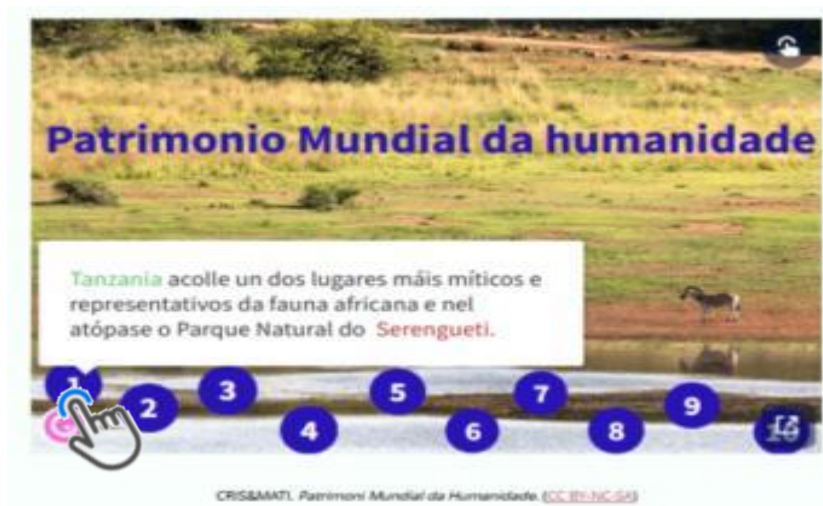 Patrimonio Mundial da humanidade
Tanzania acolle un dos lugares máis míticos e
representativos da fauna africana e nel
atópase o Parque Natural do Serengueti.
1
2
3
4
5
6
7
8
9
10
CRIS&MATI. Patrimoni Mundial da Humanidade. (CC BY-NC-SA)